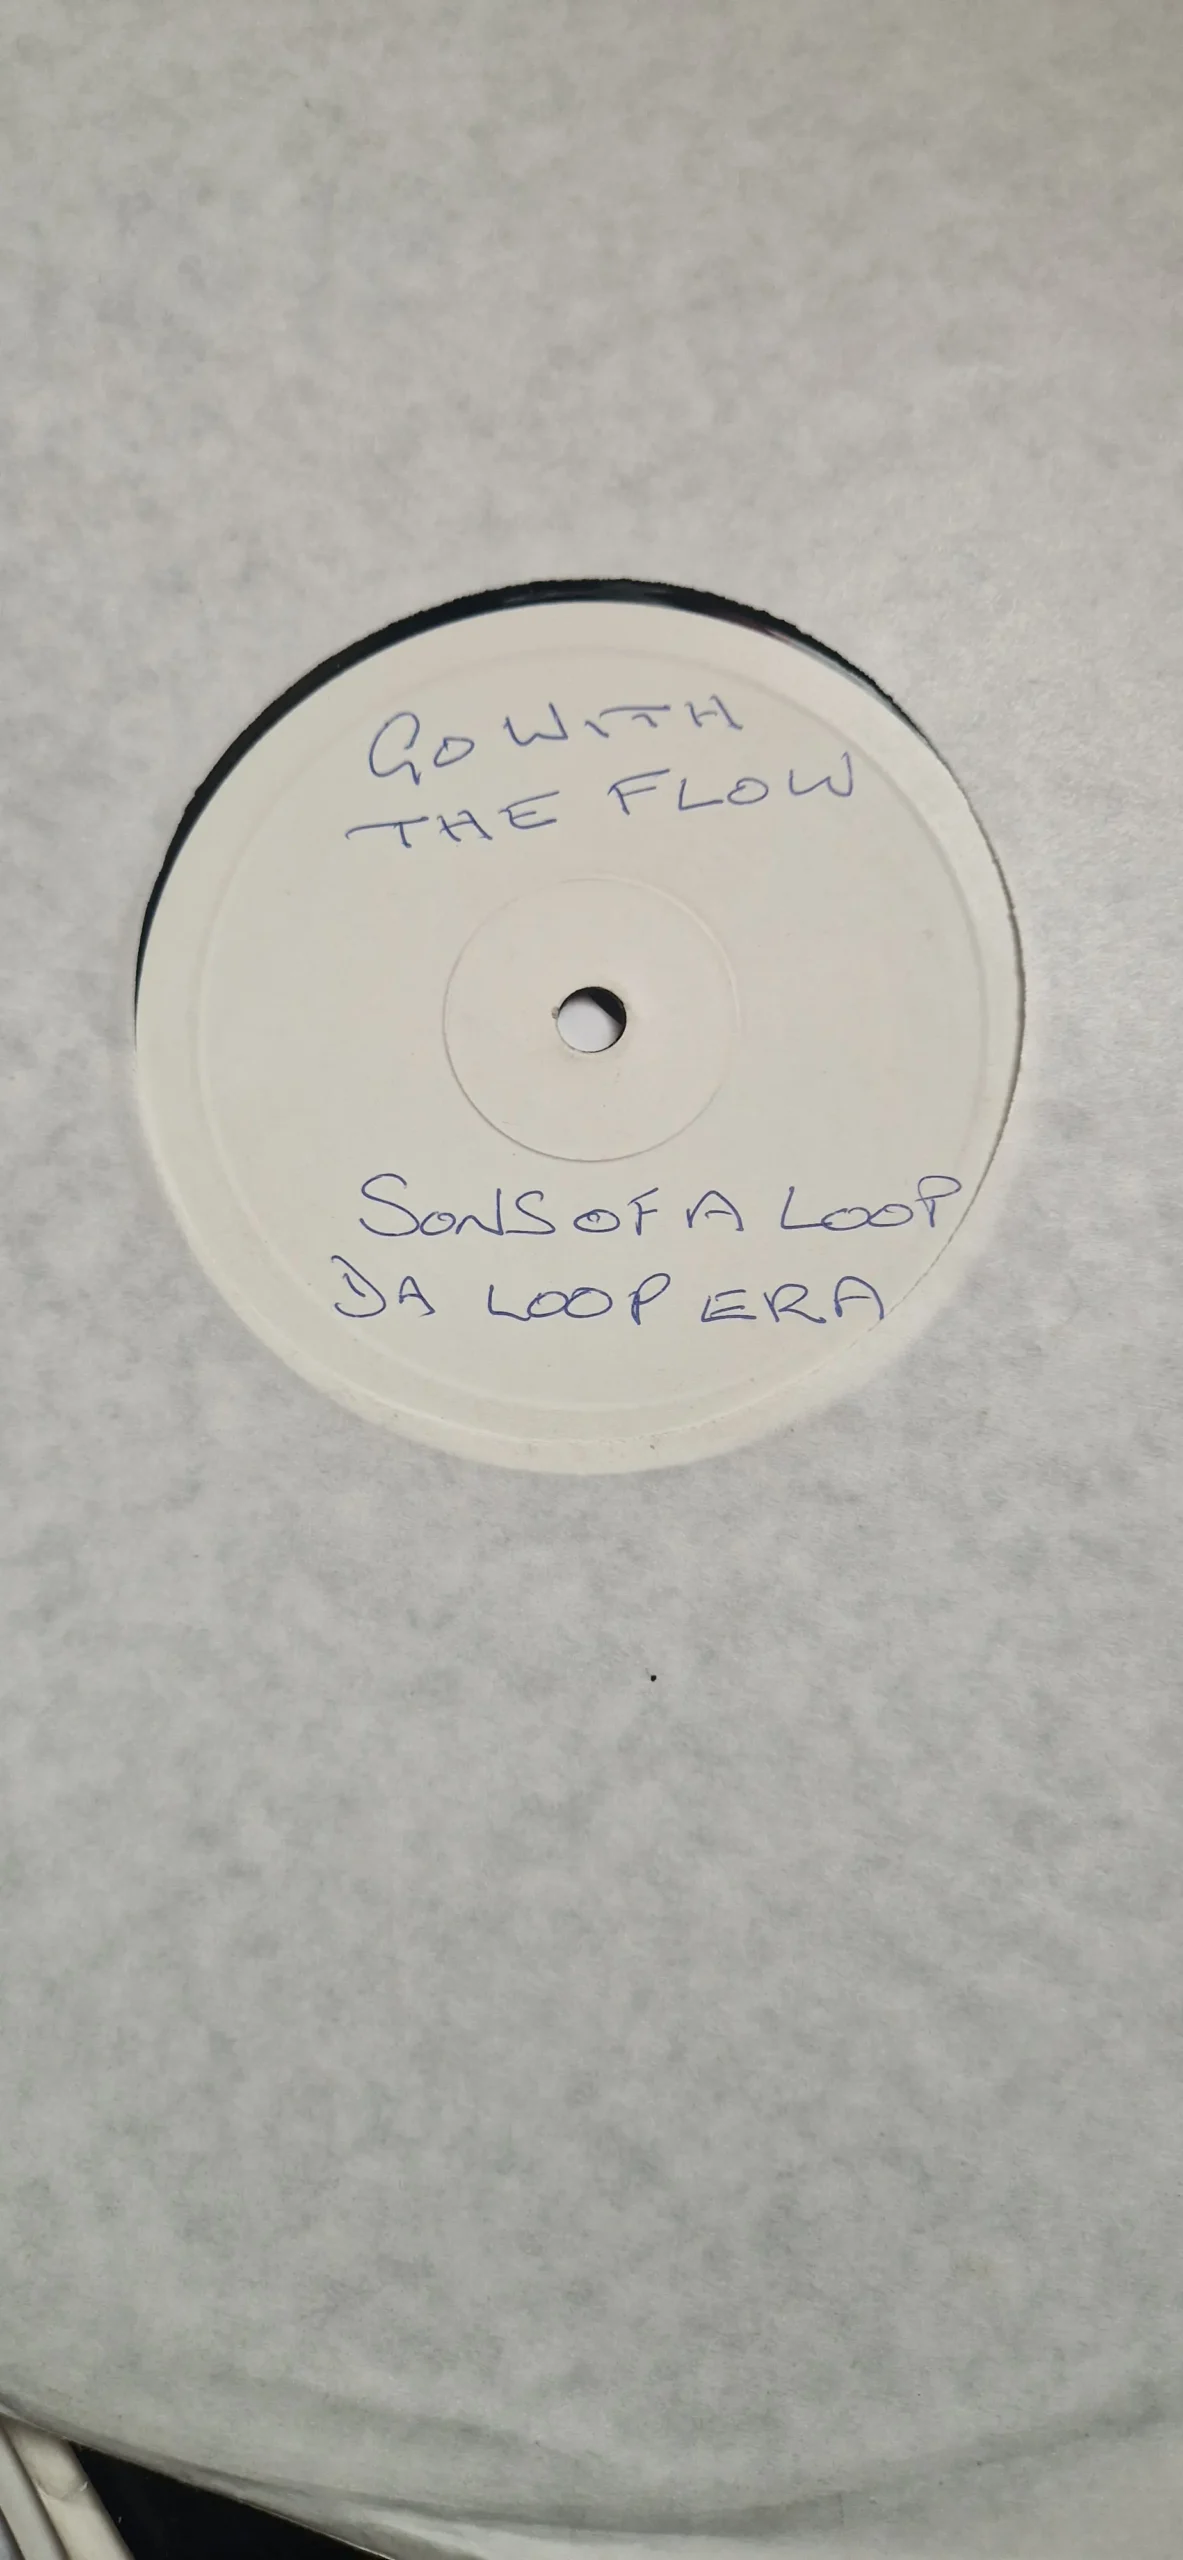 GO WITH
THE FLOW
SONS OF A LOOP
DA LOOP ERA